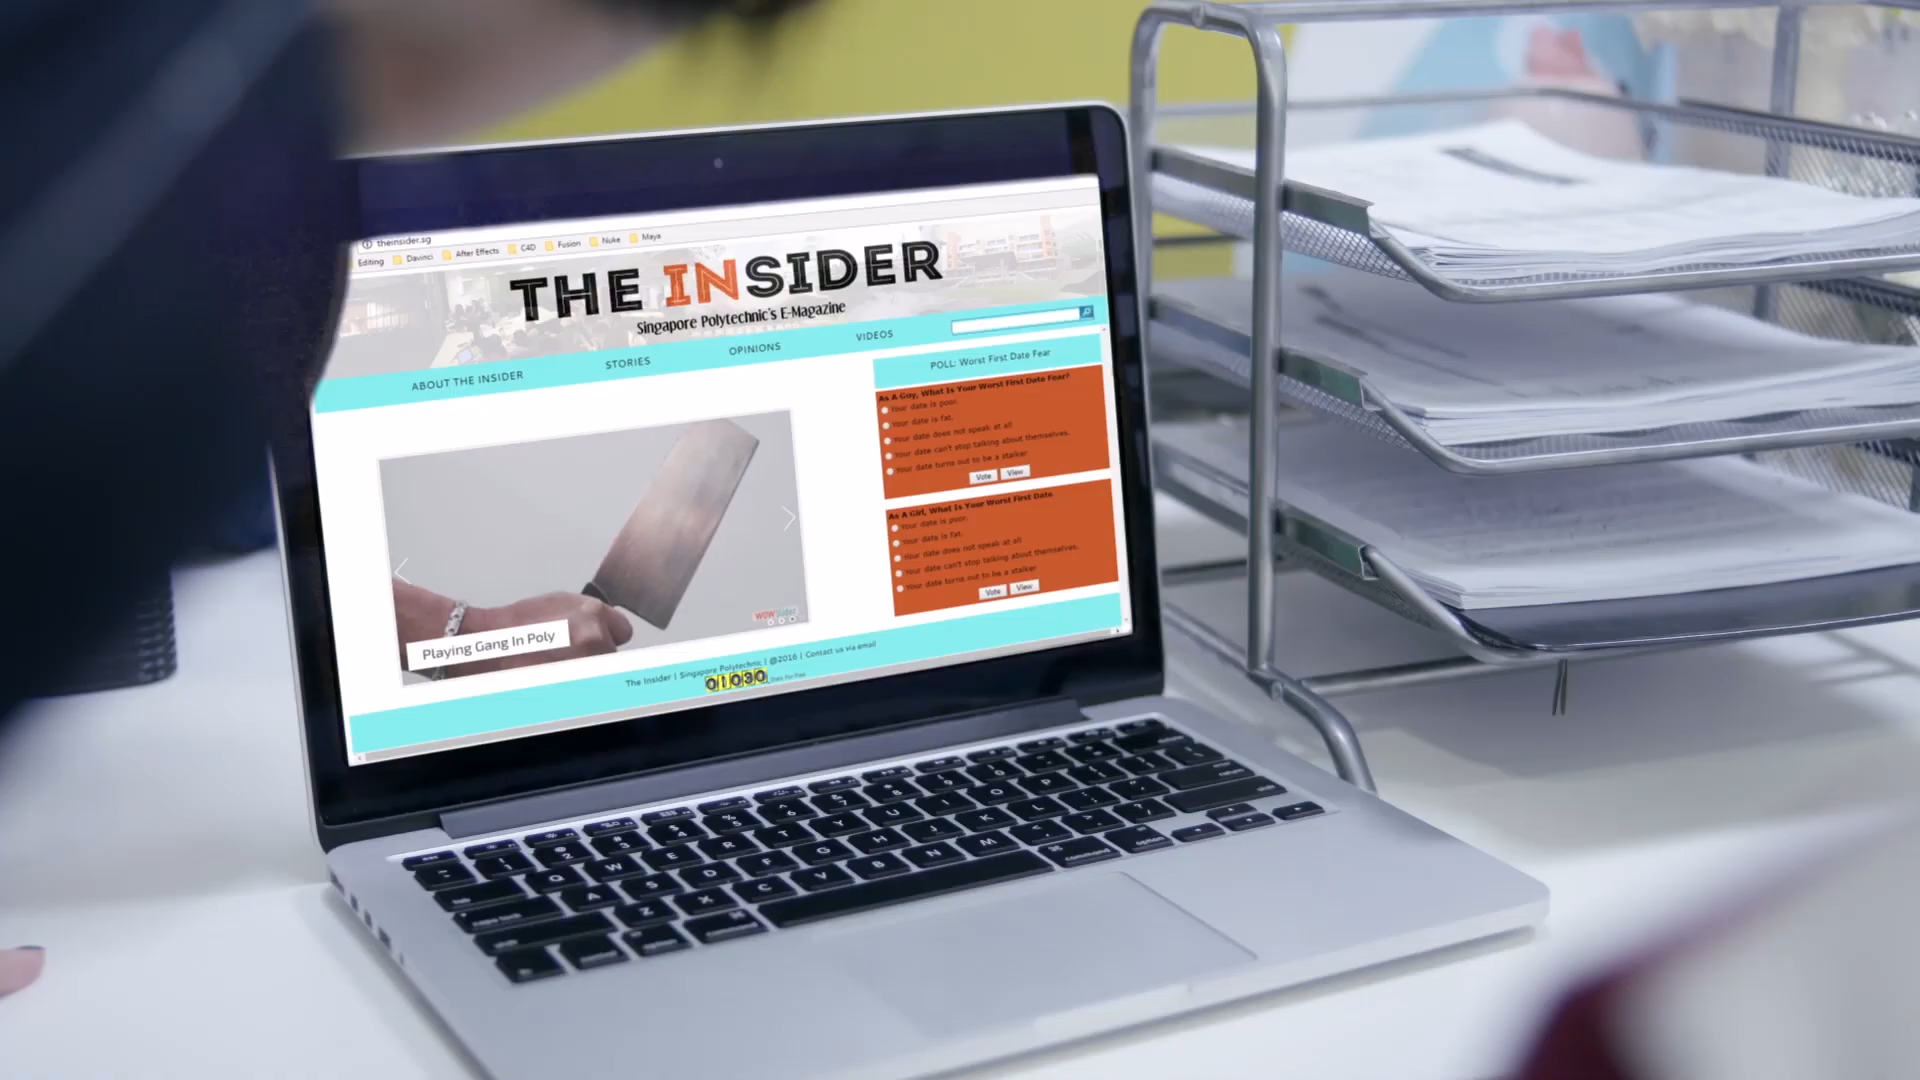 theinsider.sg
Editing Davinci After Effects C4D Fusion Nuke Maya
THE INSIDER
Singapore Polytechnic's E-Magazine
ABOUT THE INSIDER STORIES OPINIONS VIDEOS
POLL: Worst First Date Fear
As A Guy, What Is Your Worst First Date Fear?
Your date is poor.
Your date is fat.
Your date does not speak at all
Your date can't stop talking about themselves.
Your date turns out to be a stalker
Vote View
As A Girl, What Is Your Worst First Date
Your date is poor.
Your date is fat.
Your date does not speak at all
Your date can't stop talking about themselves.
Your date turns out to be a stalker
Vote View
WOWSider
Playing Gang In Poly
The Insider | Singapore Polytechnic | @2016 | Contact us via email
01030
Q W E R T Y U I O P
A S D F G H J K L
Z X C V B N M
command option